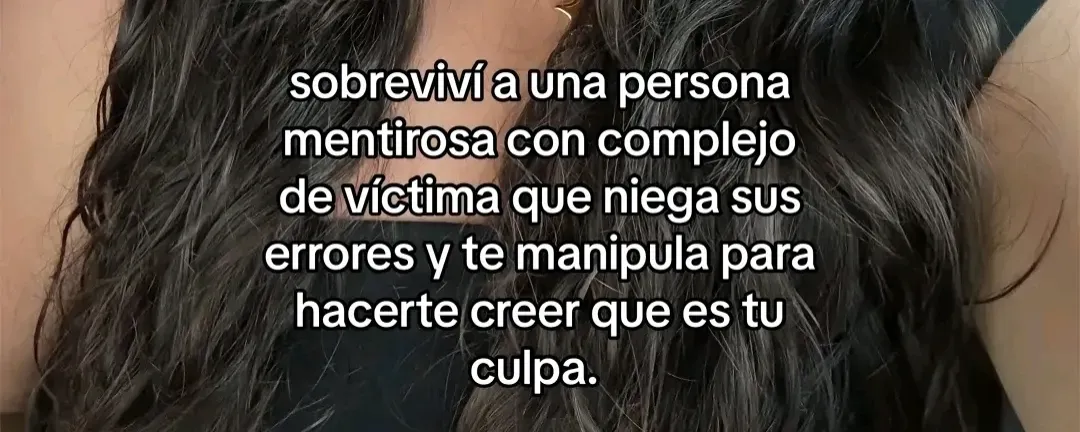 sobreviví a una persona
mentirosa con complejo
de víctima que niega sus
errores y te manipula para
hacerte creer que es tu
culpa.